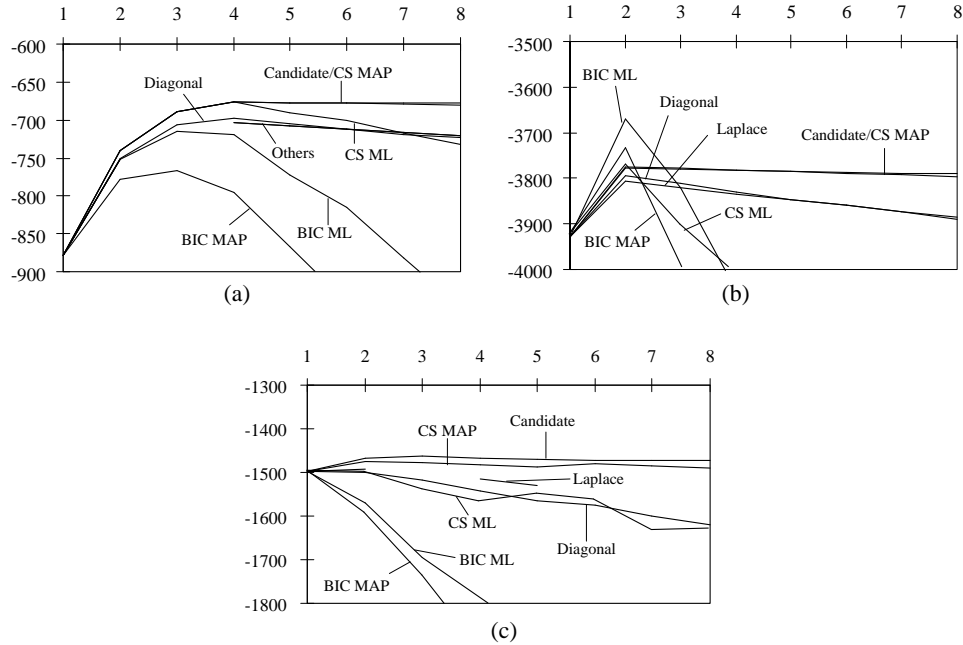 1 2 3 4 5 6 7 8
-600
-650
-700
-750
-800
-850
-900
Candidate/CS MAP
Diagonal
Others
CS ML
BIC MAP
BIC ML
(a)
1 2 3 4 5 6 7 8
-3500
-3600
-3700
-3800
-3900
-4000
BIC ML
Diagonal
Laplace
Candidate/CS MAP
CS ML
BIC MAP
(b)
1 2 3 4 5 6 7 8
-1300
-1400
-1500
-1600
-1700
-1800
CS MAP
Candidate
Laplace
CS ML
Diagonal
BIC ML
BIC MAP
(c)